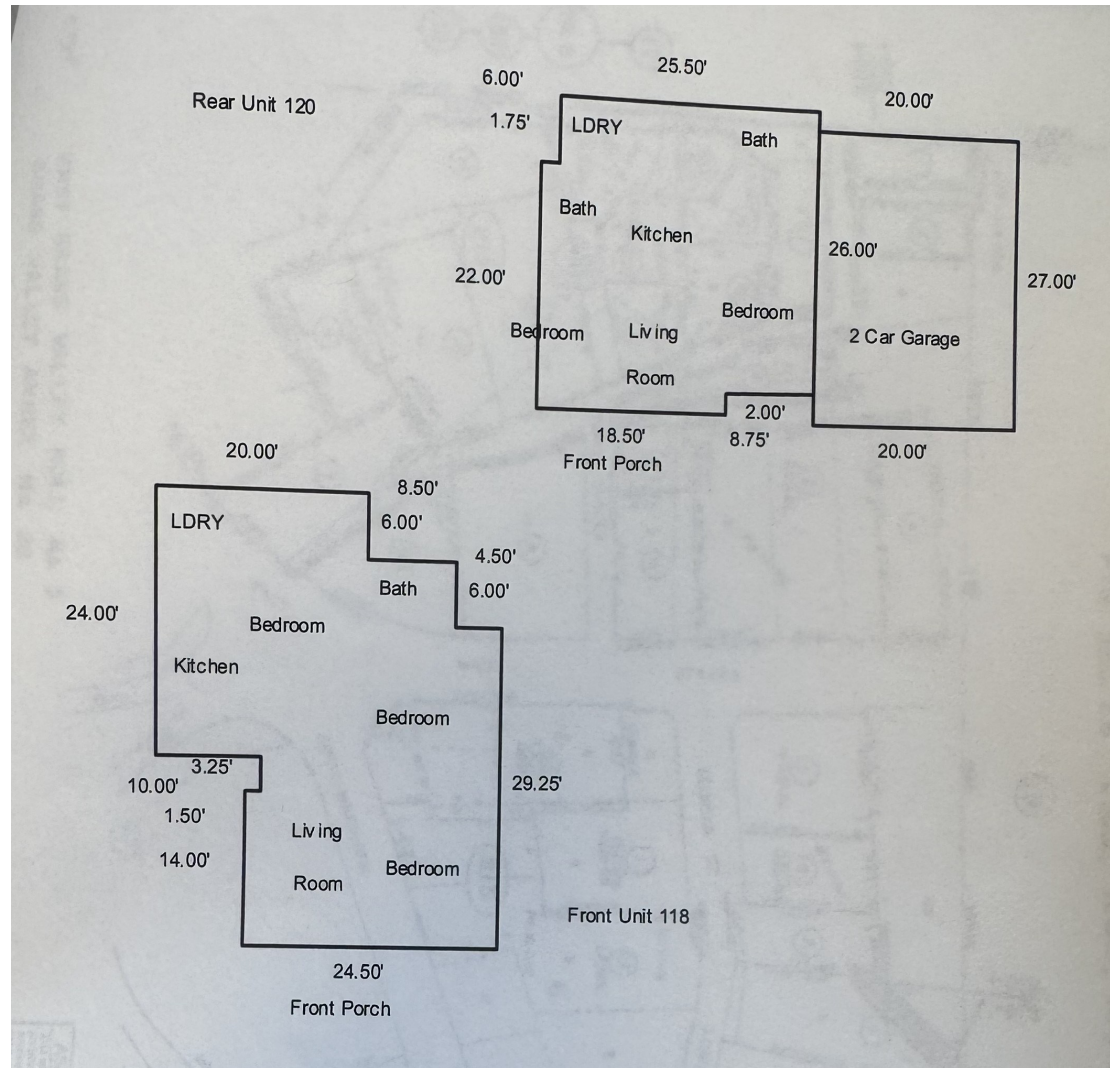 25.50'
6.00'
20.00'
Rear Unit 120
1.75'
LDRY
Bath
Bath
Kitchen
26.00'
22.00'
27.00'
Bedroom
Bedroom
Living
2 Car Garage
Room
2.00'
18.50'
8.75'
20.00'
Front Porch
20.00'
8.50'
LDRY
6.00'
4.50'
Bath
6.00'
24.00'
Bedroom
Kitchen
Bedroom
3.25'
10.00'
29.25'
1.50'
Living
14.00'
Bedroom
Room
Front Unit 118
24.50'
Front Porch